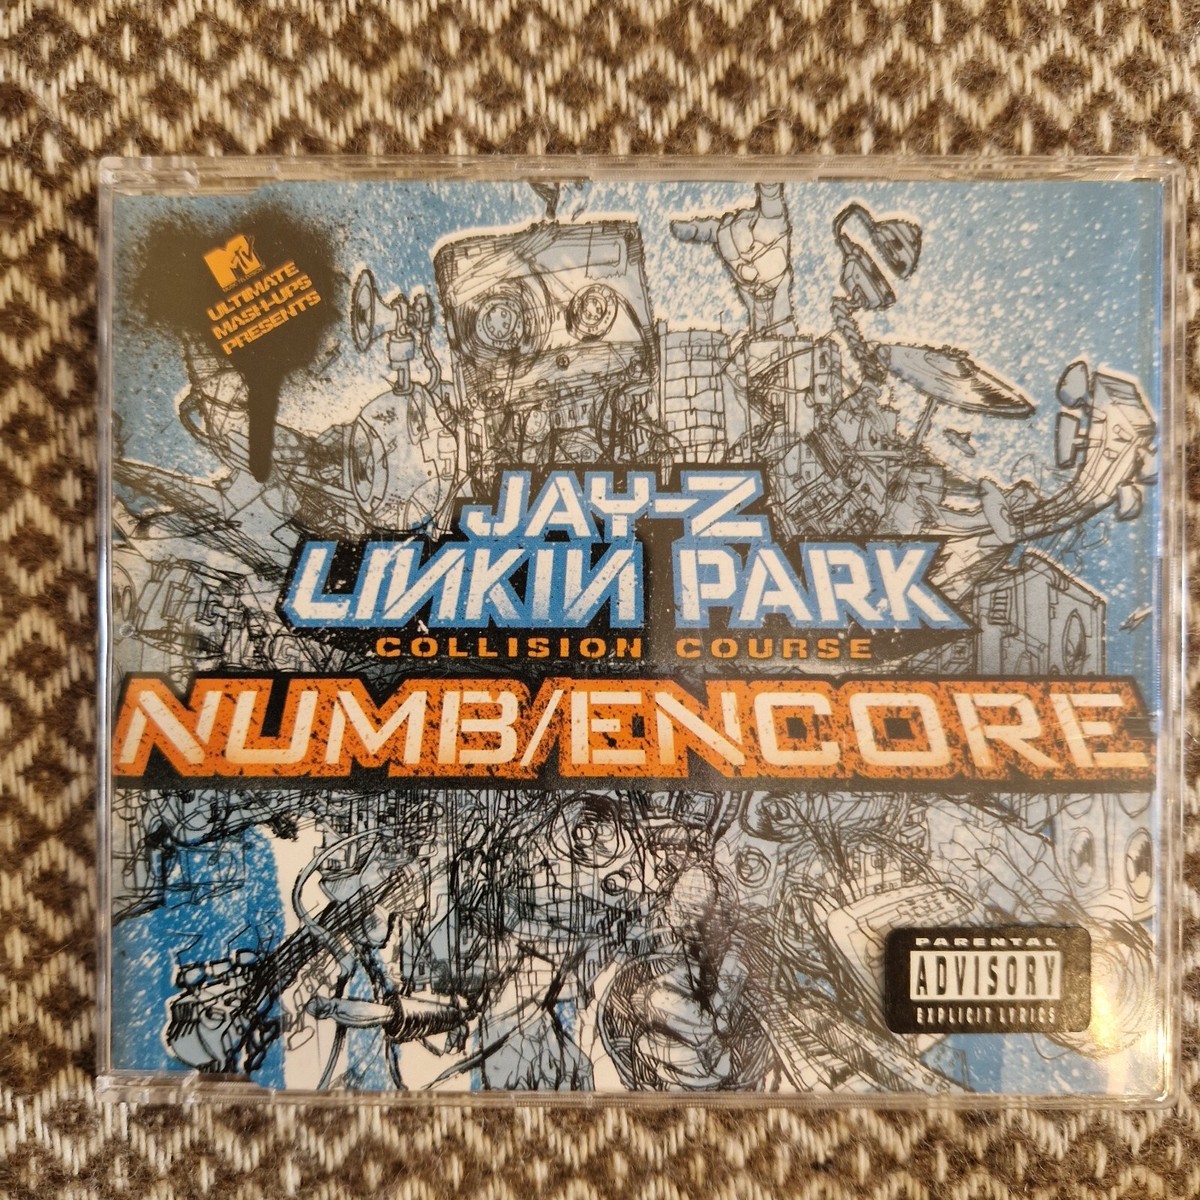 MTV
ULTIMATE
MASH-UPS
PRESENTS
JAY-Z
LINKIN PARK
COLLISION COURSE
NUMB/ENCORE
PARENTAL
ADVISORY
EXPLICIT LYRICS